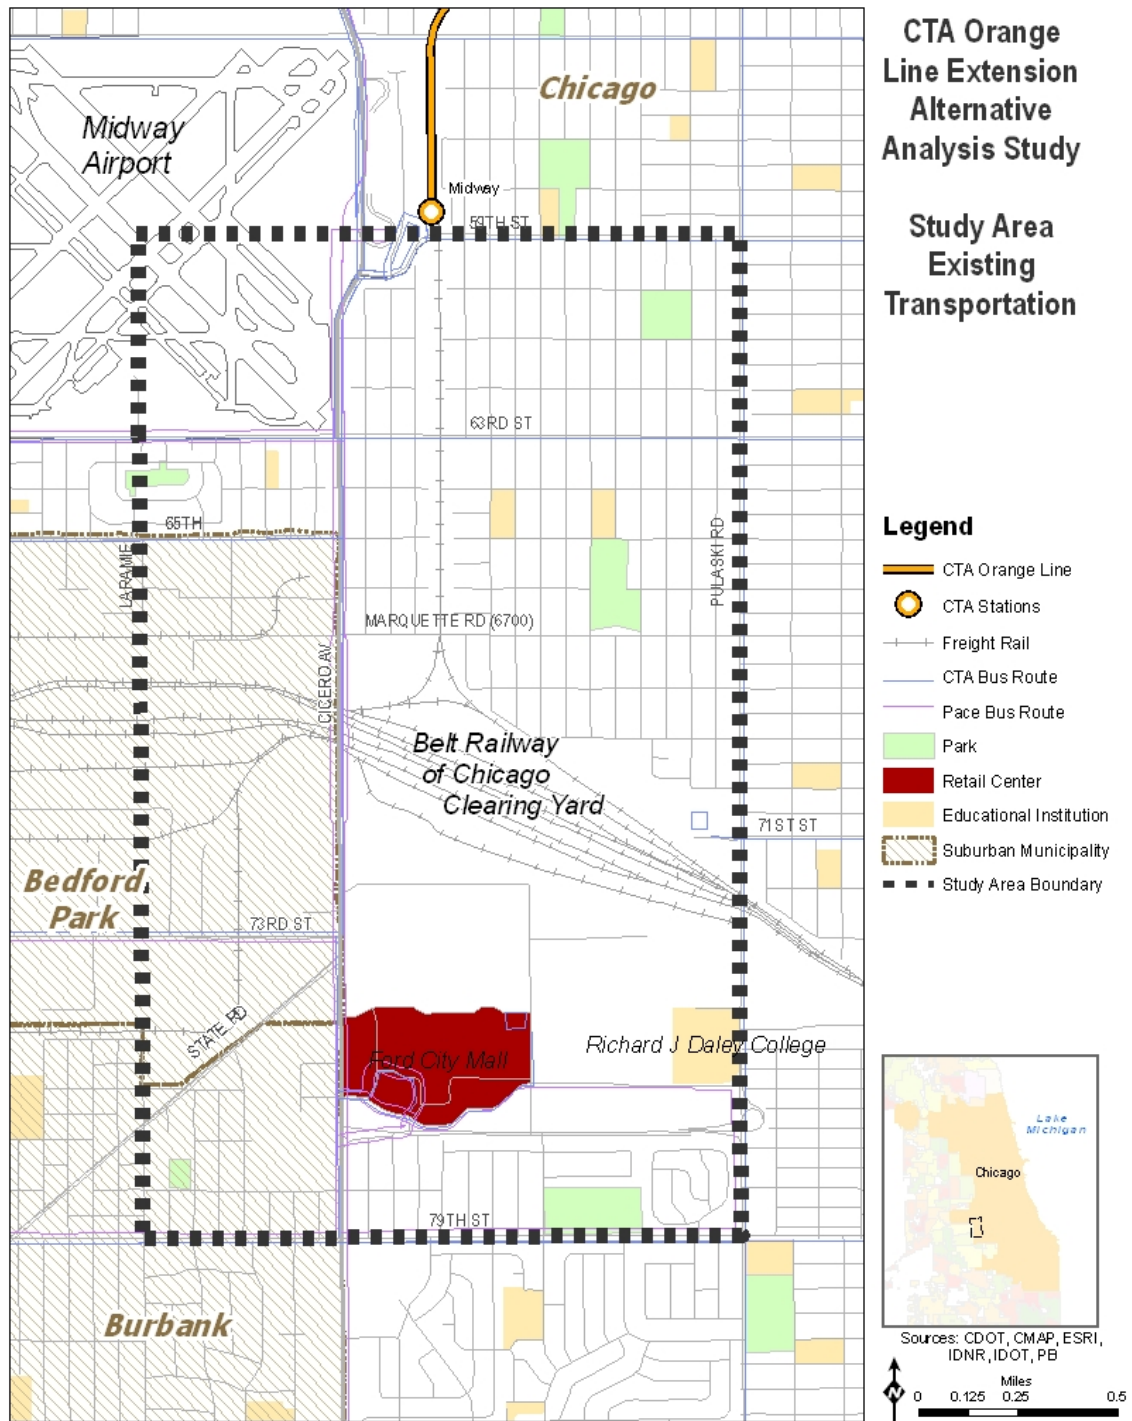 CTA Orange
Line Extension
Alternative
Analysis Study
Study Area
Existing
Transportation
Chicago
Midway
Airport
Midway
59TH ST
63RD ST
65TH
LARAMIE
PULASKI RD
MARQUETTE RD (6700)
CICERO AV
Belt Railway
of Chicago
Clearing Yard
71ST ST
Bedford
Park
73RD ST
STATE RD
Ford City Mall
Richard J Daley College
79TH ST
Burbank
Legend
CTA Orange Line
CTA Stations
Freight Rail
CTA Bus Route
Pace Bus Route
Park
Retail Center
Educational Institution
Suburban Municipality
Study Area Boundary
Lake
Michigan
Chicago
Sources: CDOT, CMAP, ESRI,
IDNR, IDOT, PB
N
Miles
0 0.125 0.25 0.5